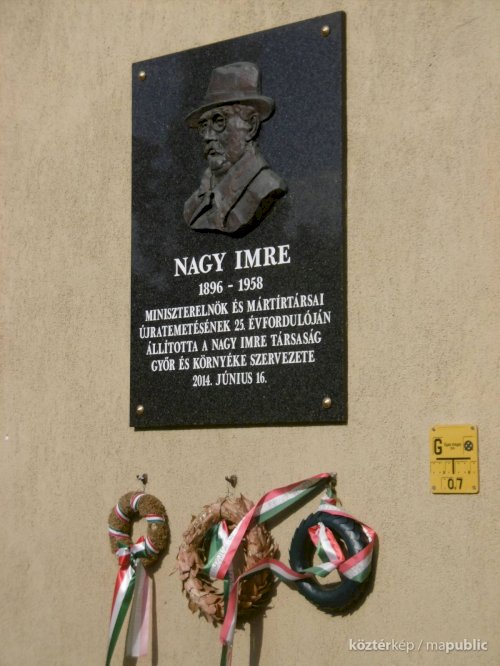 NAGY IMRE
1896 - 1958
MINISZTERELNÖK ÉS MÁRTÍRTÁRSAI
ÚJRATEMETÉSÉNEK 25. ÉVFORDULÓJÁN
ÁLLÍTOTTA A NAGY IMRE TÁRSASÁG
GYŐR ÉS KÖRNYÉKE SZERVEZETE
2014. JÚNIUS 16.
G
0.7
köztérkép / mapublic